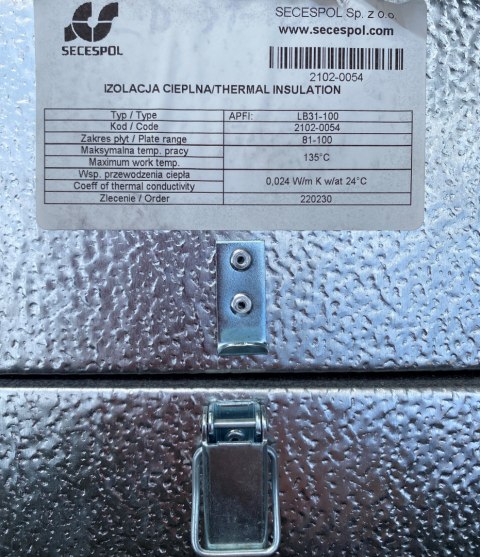 SECESPOL
SECESPOL Sp. z o.o.
www.secespol.com
2102-0054
IZOLACJA CIEPLNA/THERMAL INSULATION
Typ / Type APFI: LB31-100
Kod / Code 2102-0054
Zakres płyt / Plate range 81-100
Maksymalna temp. pracy
Maximum work temp. 135°C
Wsp. przewodzenia ciepła
Coeff of thermal conductivity 0,024 W/m K w/at 24°C
Zlecenie / Order 220230